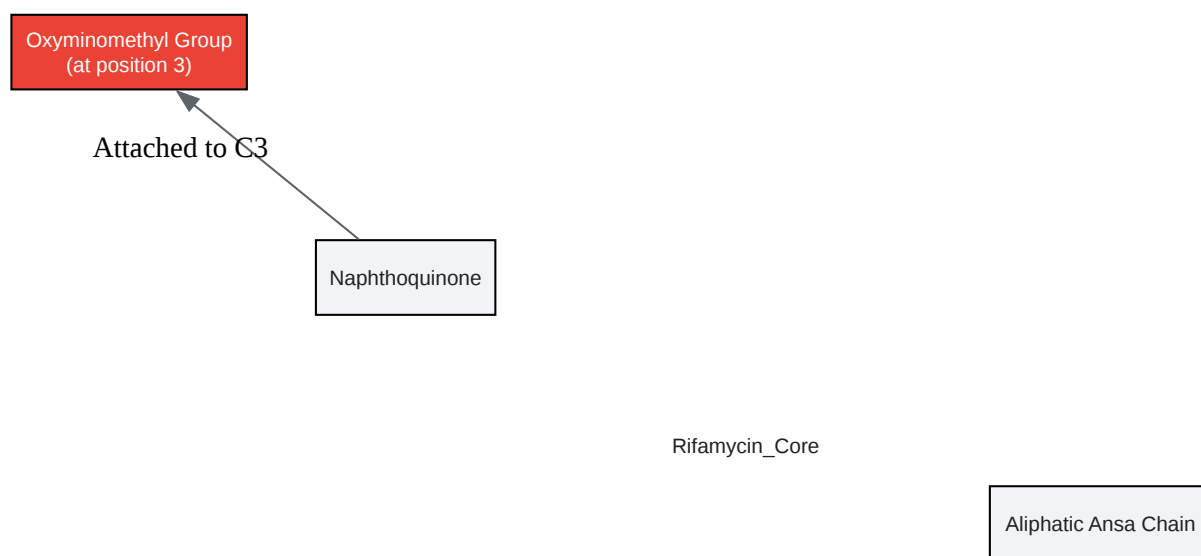 Oxyminomethyl Group
(at position 3)
Attached to C3
Naphthoquinone
Rifamycin_Core
Aliphatic Ansa Chain